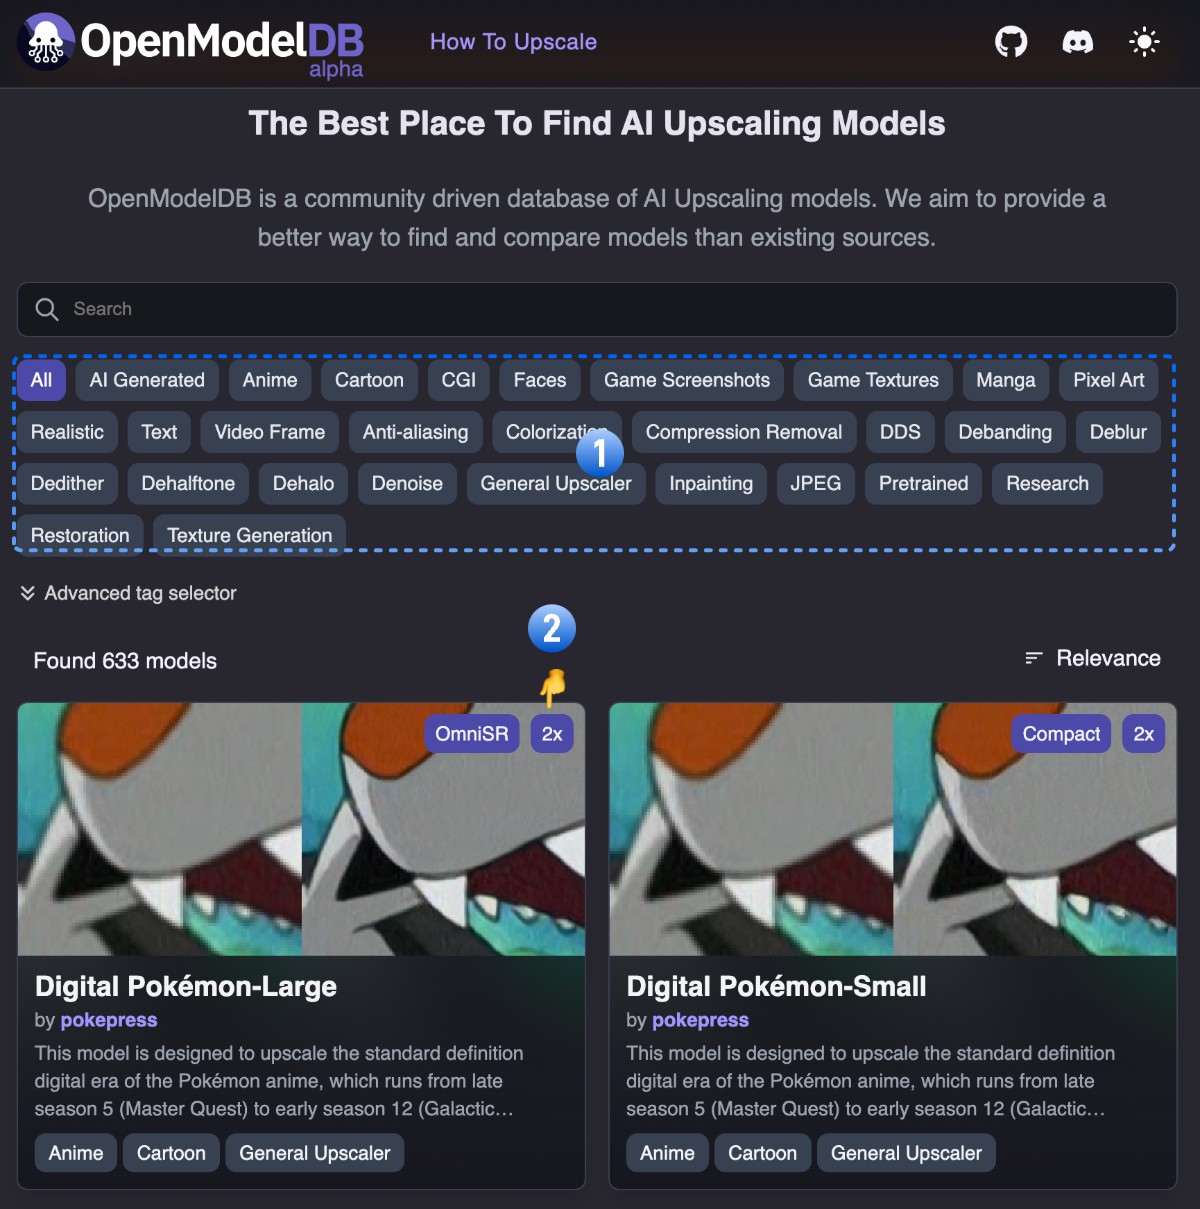 OpenModelDB
alpha
How To Upscale
The Best Place To Find AI Upscaling Models
OpenModelDB is a community driven database of AI Upscaling models. We aim to provide a
better way to find and compare models than existing sources.
Search
All AI Generated Anime Cartoon CGI Faces Game Screenshots Game Textures Manga Pixel Art
Realistic Text Video Frame Anti-aliasing Colorization Compression Removal DDS Debanding Deblur
1
Dedither Dehalftone Dehalo Denoise General Upscaler Inpainting JPEG Pretrained Research
Restoration Texture Generation
Advanced tag selector
2
Found 633 models
Relevance
OmniSR 2x
Compact 2x
Digital Pokémon-Large
by pokepress
This model is designed to upscale the standard definition
digital era of the Pokémon anime, which runs from late
season 5 (Master Quest) to early season 12 (Galactic…
Anime Cartoon General Upscaler
Digital Pokémon-Small
by pokepress
This model is designed to upscale the standard definition
digital era of the Pokémon anime, which runs from late
season 5 (Master Quest) to early season 12 (Galactic…
Anime Cartoon General Upscaler